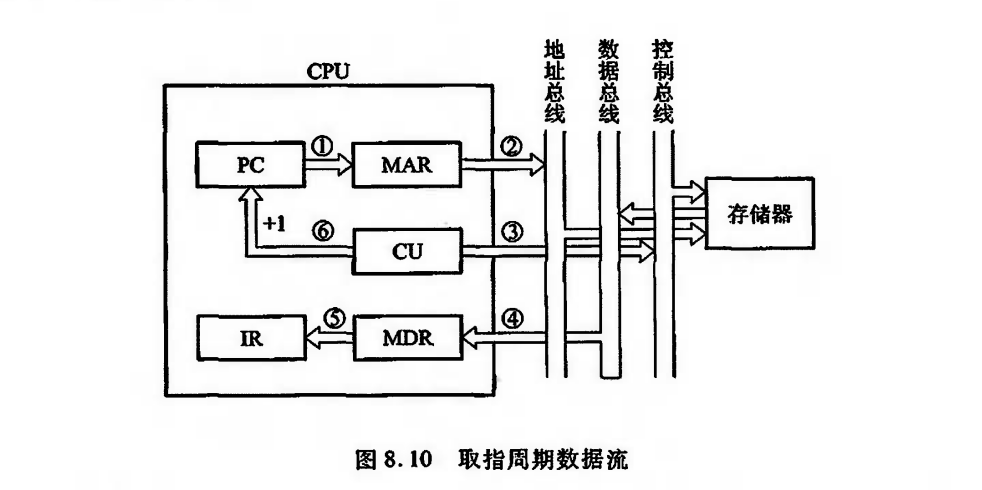 CPU
地址总线
数据总线
控制总线
PC
①
MAR
②
+1
⑥
CU
③
存储器
IR
⑤
MDR
④
图 8.10 取指周期数据流